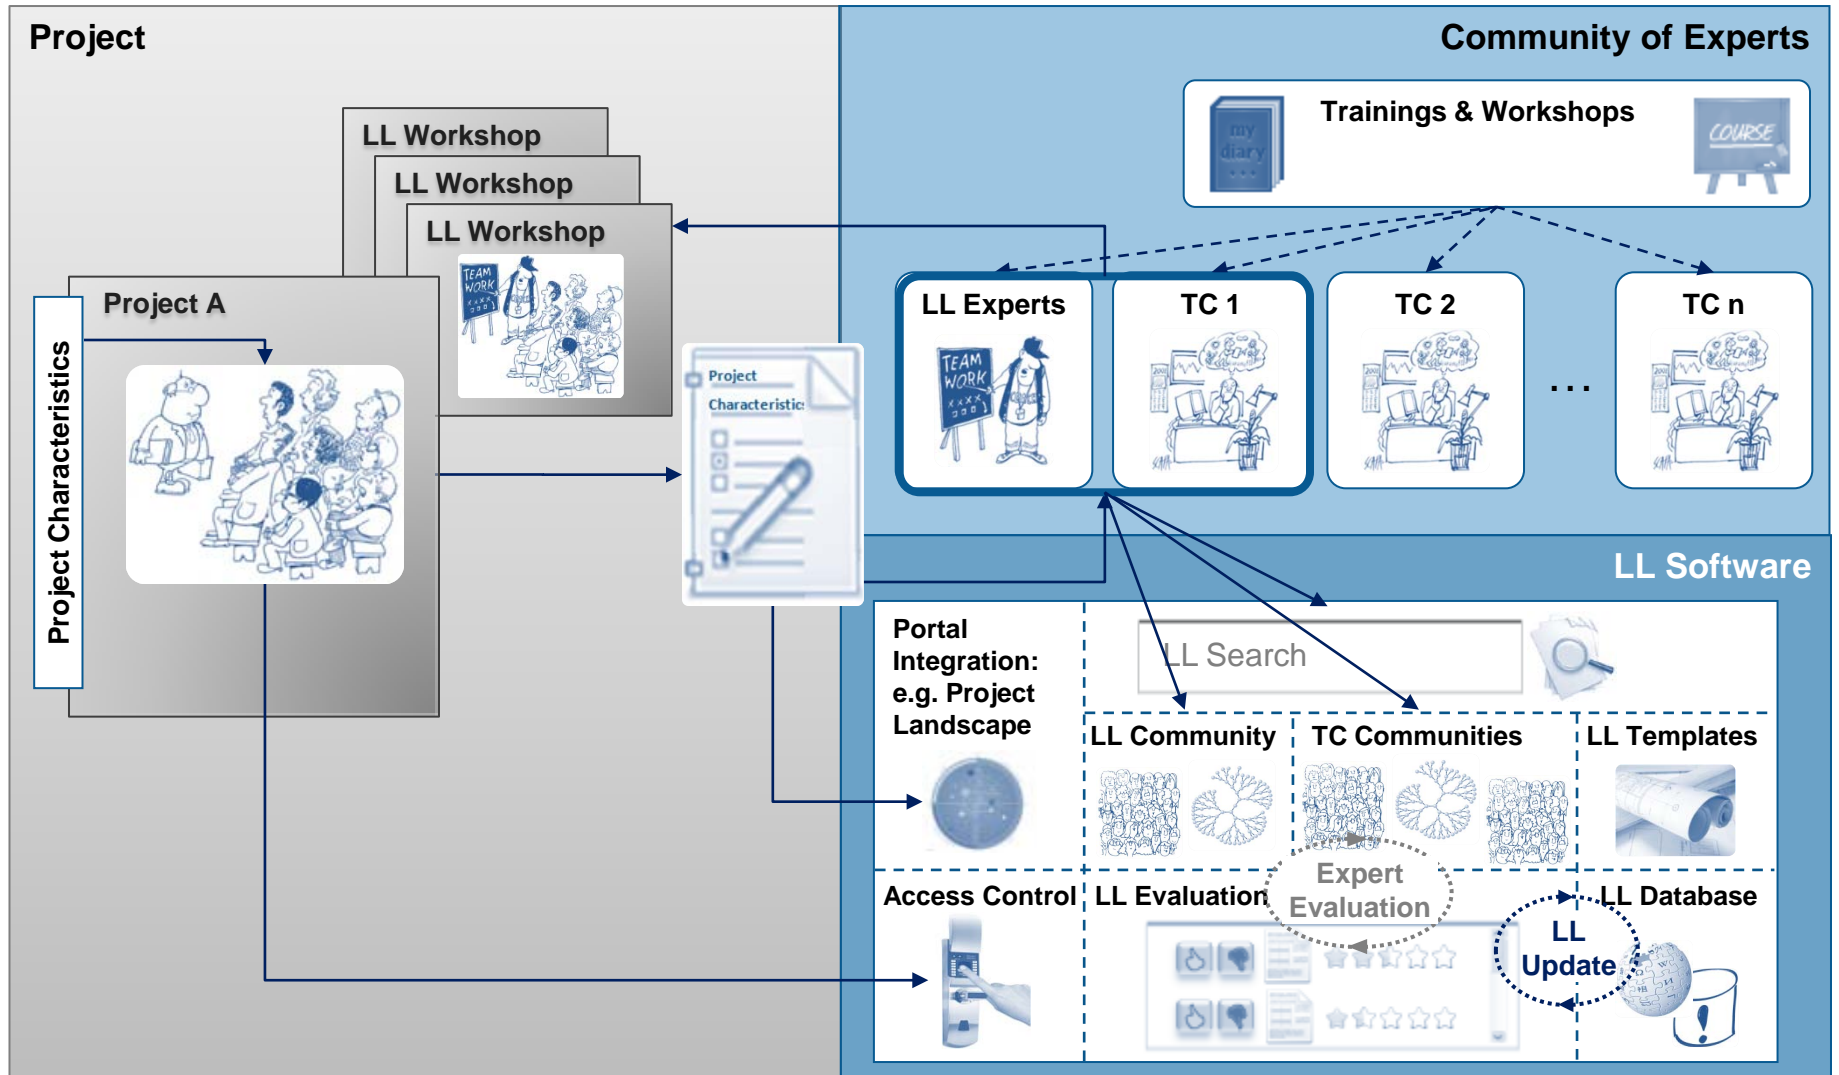 Project
Community of Experts
Trainings & Workshops
my
diary
COURSE
LL Workshop
LL Workshop
LL Workshop
TEAM
WORK
Project A
Project Characteristics
Project
Characteristics
LL Experts
TC 1
TC 2
...
TC n
TEAM
WORK
XXXX
LL Software
Portal
Integration:
e.g. Project
Landscape
LL Search
LL Community
TC Communities
LL Templates
Expert
Evaluation
Access Control
LL Evaluation
LL Database
LL
Update